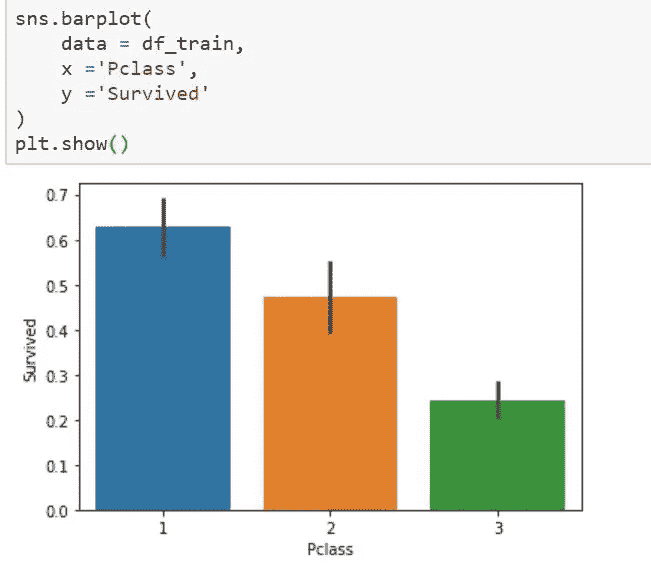 sns.barplot(
    data = df_train,
    x ='Pclass',
    y ='Survived'
)
plt.show()
0.7
0.6
0.5
0.4
0.3
0.2
0.1
0.0
Survived
1 2 3
Pclass